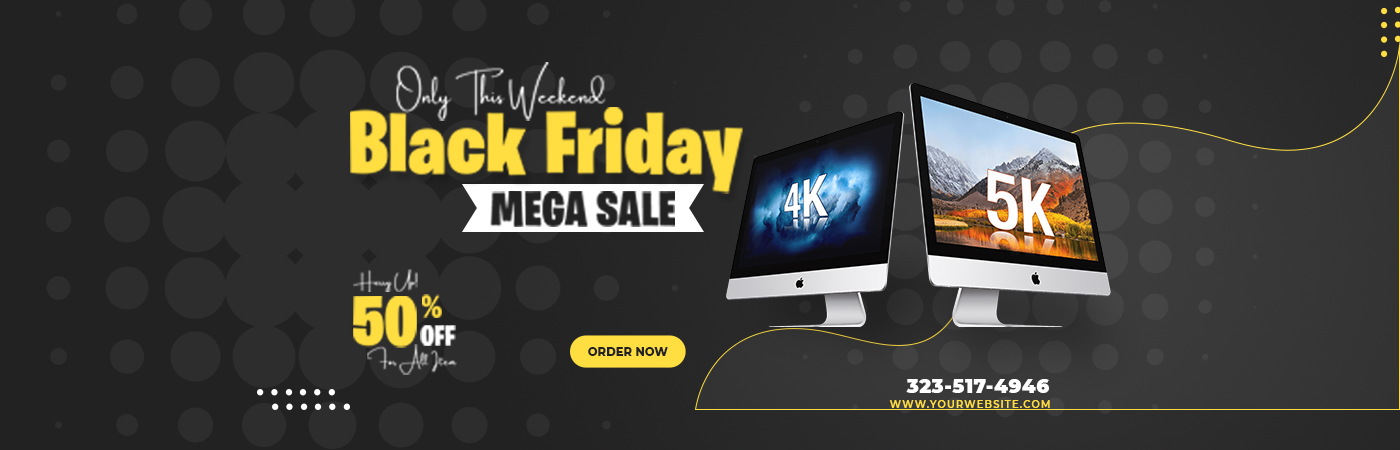 Only This Weekend
Black Friday
MEGA SALE
4K
5K
Hurry Up!
50%
OFF
For All Item
ORDER NOW
323-517-4946
WWW.YOURWEBSITE.COM